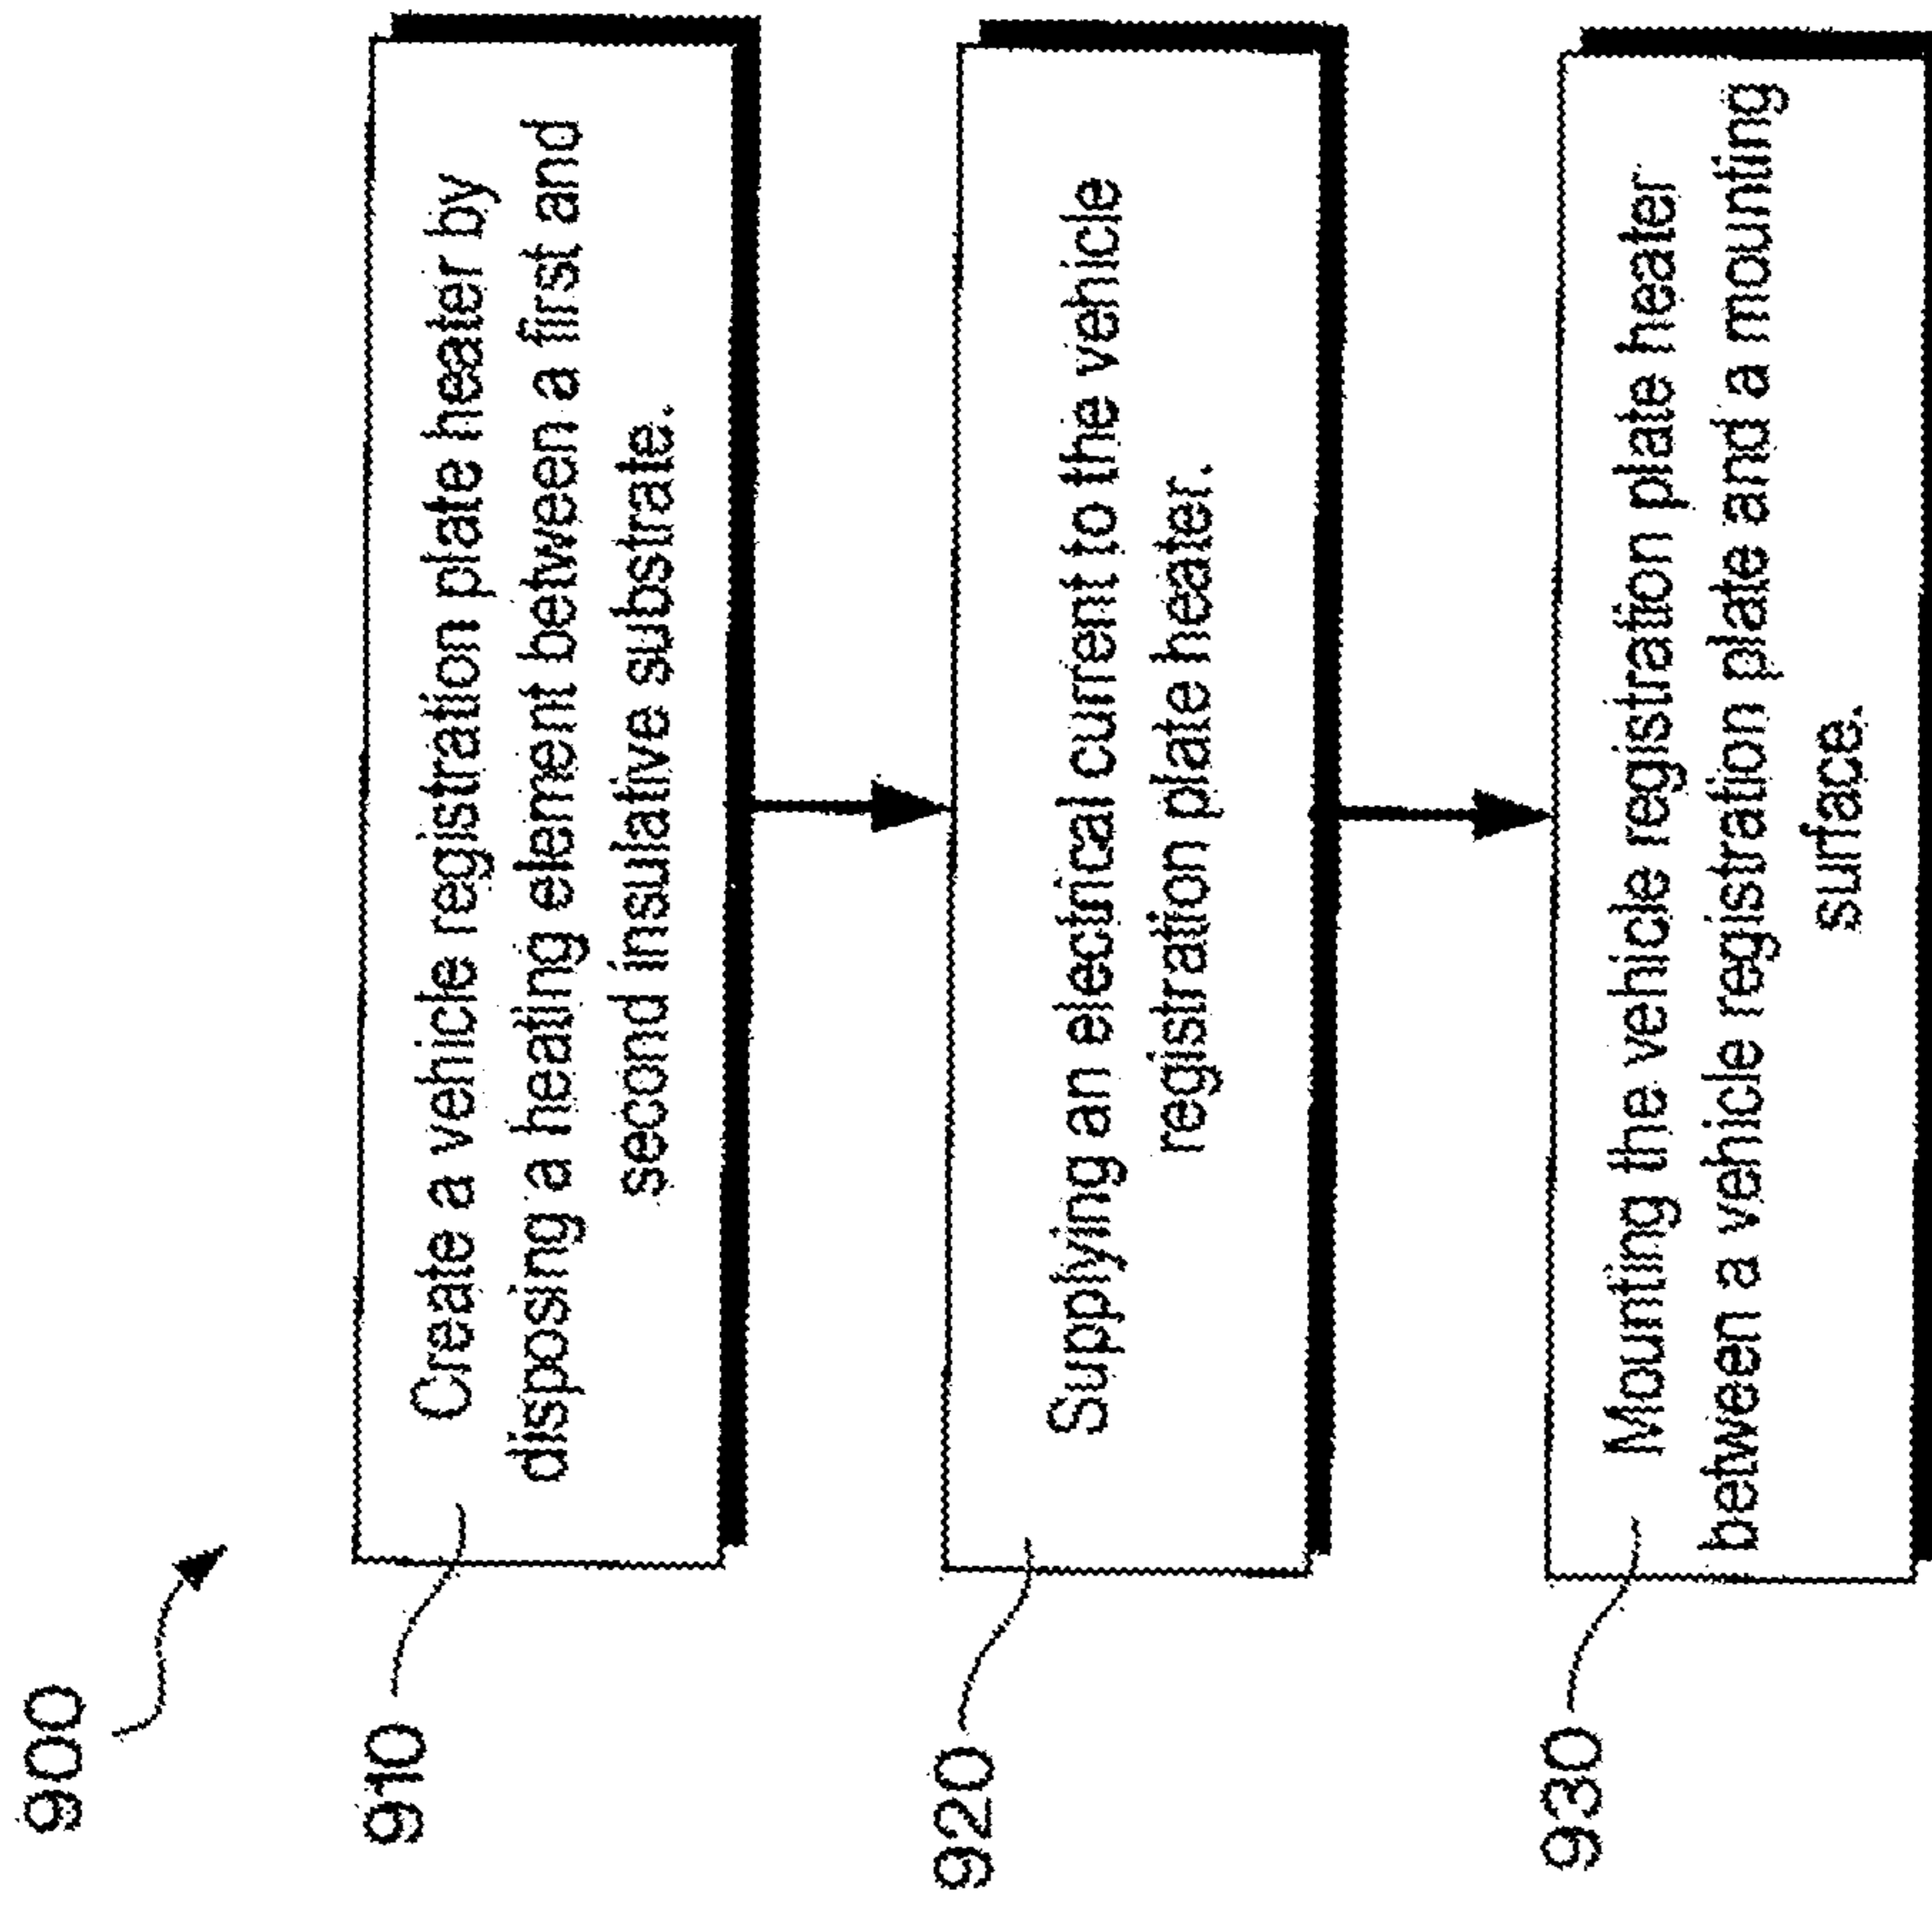 900
910
Create a vehicle registration plate heater by
disposing a heating element between a first and
second insulative substrate.
920
Supplying an electrical current to the vehicle
registration plate heater.
930
Mounting the vehicle registration plate heater
between a vehicle registration plate and a mounting
surface.